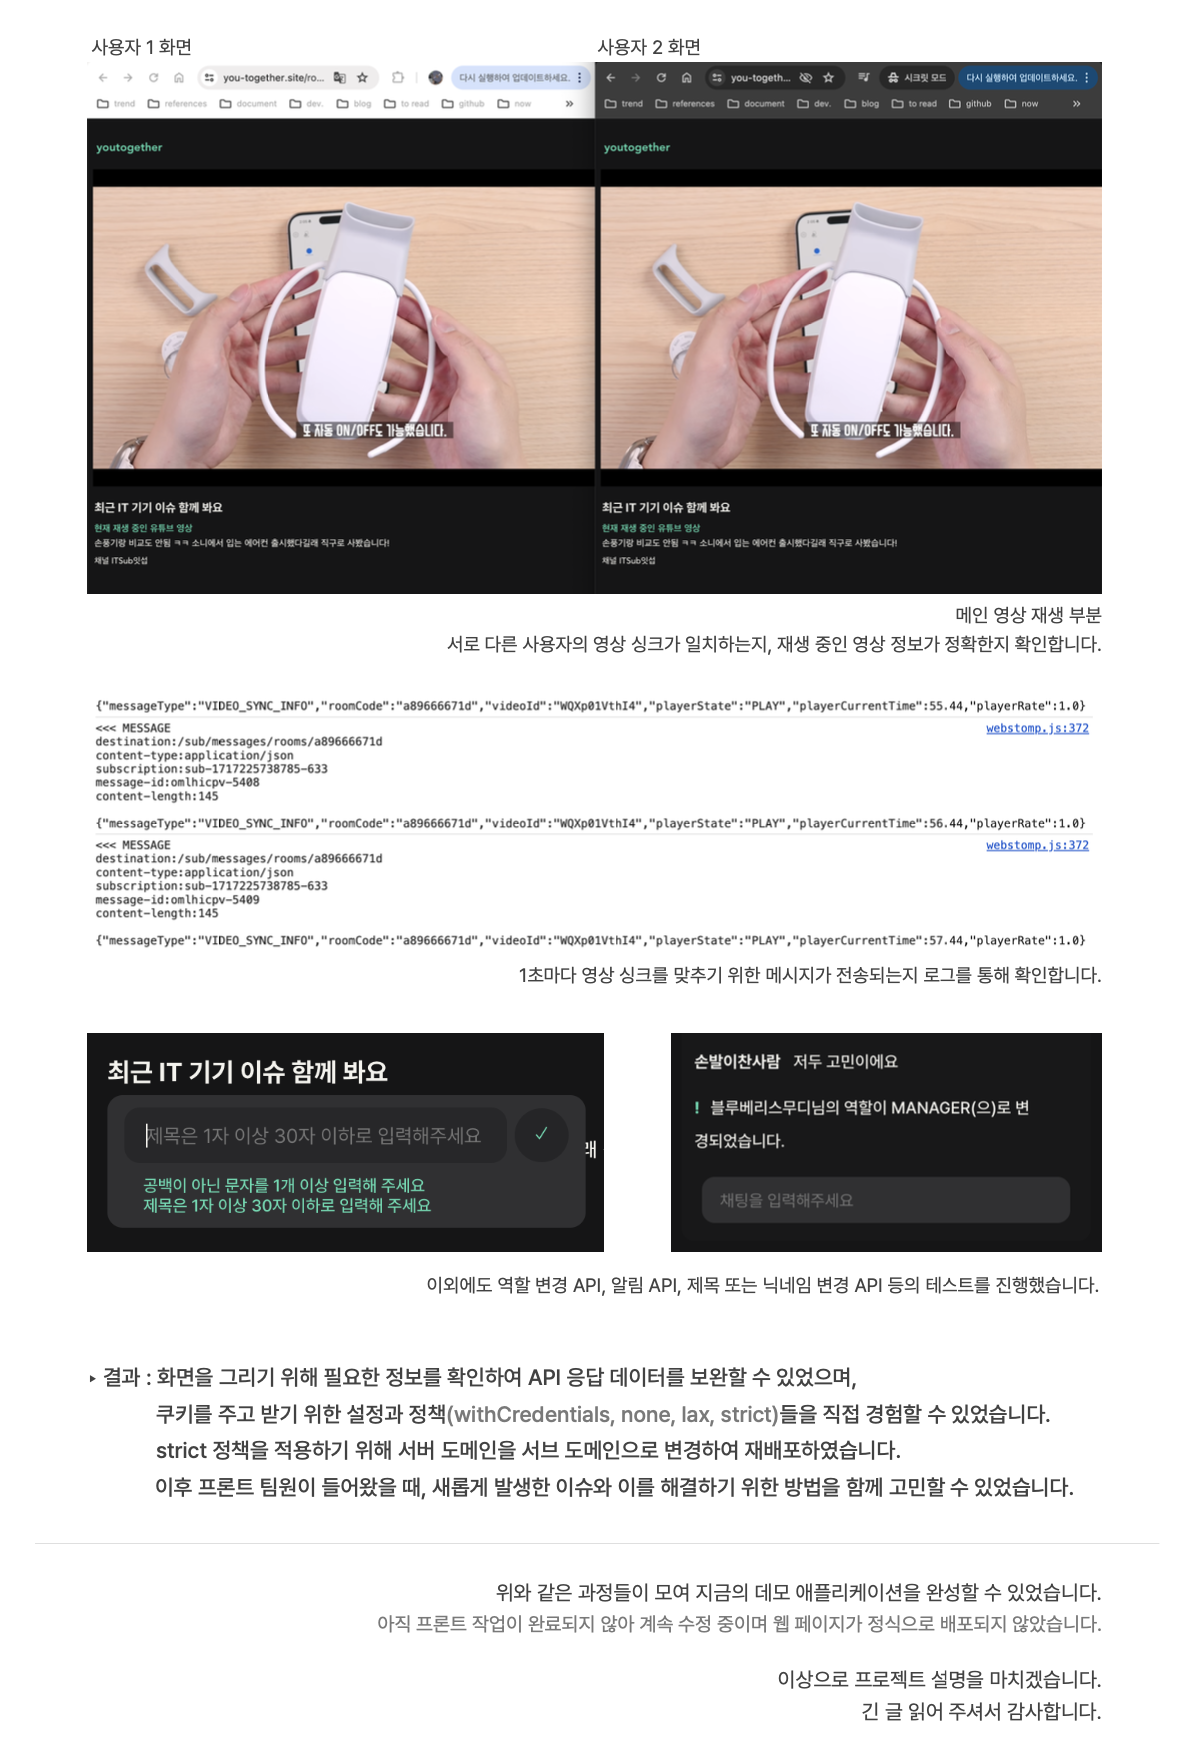 사용자 1 화면
사용자 2 화면
you-together.site/ro...
다시 실행하여 업데이트하세요.
trend references document dev. blog to read github now »
you-togeth...
시크릿 모드
다시 실행하여 업데이트하세요.
trend references document dev. blog to read github now »
youtogether
youtogether
또 자동 ON/OFF도 가능했습니다.
또 자동 ON/OFF도 가능했습니다.
최근 IT 기기 이슈 함께 봐요
현재 재생 중인 유튜브 영상
손풍기랑 비교도 안됨 ㅋㅋ 소니에서 입는 에어컨 출시했다길래 직구로 사봤습니다!
채널 ITSub잇섭
최근 IT 기기 이슈 함께 봐요
현재 재생 중인 유튜브 영상
손풍기랑 비교도 안됨 ㅋㅋ 소니에서 입는 에어컨 출시했다길래 직구로 사봤습니다!
채널 ITSub잇섭
메인 영상 재생 부분
서로 다른 사용자의 영상 싱크가 일치하는지, 재생 중인 영상 정보가 정확한지 확인합니다.
{"messageType":"VIDEO_SYNC_INFO","roomCode":"a89666671d","videoId":"WQXp01VthI4","playerState":"PLAY","playerCurrentTime":55.44,"playerRate":1.0}
<<< MESSAGE
webstomp.js:372
destination:/sub/messages/rooms/a89666671d
content-type:application/json
subscription:sub-1717225738785-633
message-id:omlhicpv-5408
content-length:145
{"messageType":"VIDEO_SYNC_INFO","roomCode":"a89666671d","videoId":"WQXp01VthI4","playerState":"PLAY","playerCurrentTime":56.44,"playerRate":1.0}
<<< MESSAGE
webstomp.js:372
destination:/sub/messages/rooms/a89666671d
content-type:application/json
subscription:sub-1717225738785-633
message-id:omlhicpv-5409
content-length:145
{"messageType":"VIDEO_SYNC_INFO","roomCode":"a89666671d","videoId":"WQXp01VthI4","playerState":"PLAY","playerCurrentTime":57.44,"playerRate":1.0}
1초마다 영상 싱크를 맞추기 위한 메시지가 전송되는지 로그를 통해 확인합니다.
최근 IT 기기 이슈 함께 봐요
제목은 1자 이상 30자 이하로 입력해주세요
래
공백이 아닌 문자를 1개 이상 입력해 주세요
제목은 1자 이상 30자 이하로 입력해 주세요
손발이찬사람 저두 고민이에요
! 블루베리스무디님의 역할이 MANAGER(으)로 변
경되었습니다.
채팅을 입력해주세요
이외에도 역할 변경 API, 알림 API, 제목 또는 닉네임 변경 API 등의 테스트를 진행했습니다.
‣ 결과 : 화면을 그리기 위해 필요한 정보를 확인하여 API 응답 데이터를 보완할 수 있었으며,
쿠키를 주고 받기 위한 설정과 정책(withCredentials, none, lax, strict)들을 직접 경험할 수 있었습니다.
strict 정책을 적용하기 위해 서버 도메인을 서브 도메인으로 변경하여 재배포하였습니다.
이후 프론트 팀원이 들어왔을 때, 새롭게 발생한 이슈와 이를 해결하기 위한 방법을 함께 고민할 수 있었습니다.
위와 같은 과정들이 모여 지금의 데모 애플리케이션을 완성할 수 있었습니다.
아직 프론트 작업이 완료되지 않아 계속 수정 중이며 웹 페이지가 정식으로 배포되지 않았습니다.
이상으로 프로젝트 설명을 마치겠습니다.
긴 글 읽어 주셔서 감사합니다.